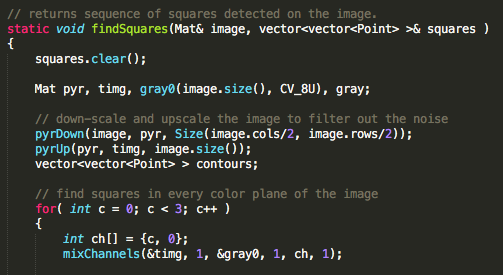 // returns sequence of squares detected on the image.
static void findSquares(Mat& image, vector<vector<Point> >& squares )
{
    squares.clear();

    Mat pyr, timg, gray0(image.size(), CV_8U), gray;

    // down-scale and upscale the image to filter out the noise
    pyrDown(image, pyr, Size(image.cols/2, image.rows/2));
    pyrUp(pyr, timg, image.size());
    vector<vector<Point> > contours;

    // find squares in every color plane of the image
    for( int c = 0; c < 3; c++ )
    {
        int ch[] = {c, 0};
        mixChannels(&timg, 1, &gray0, 1, ch, 1);